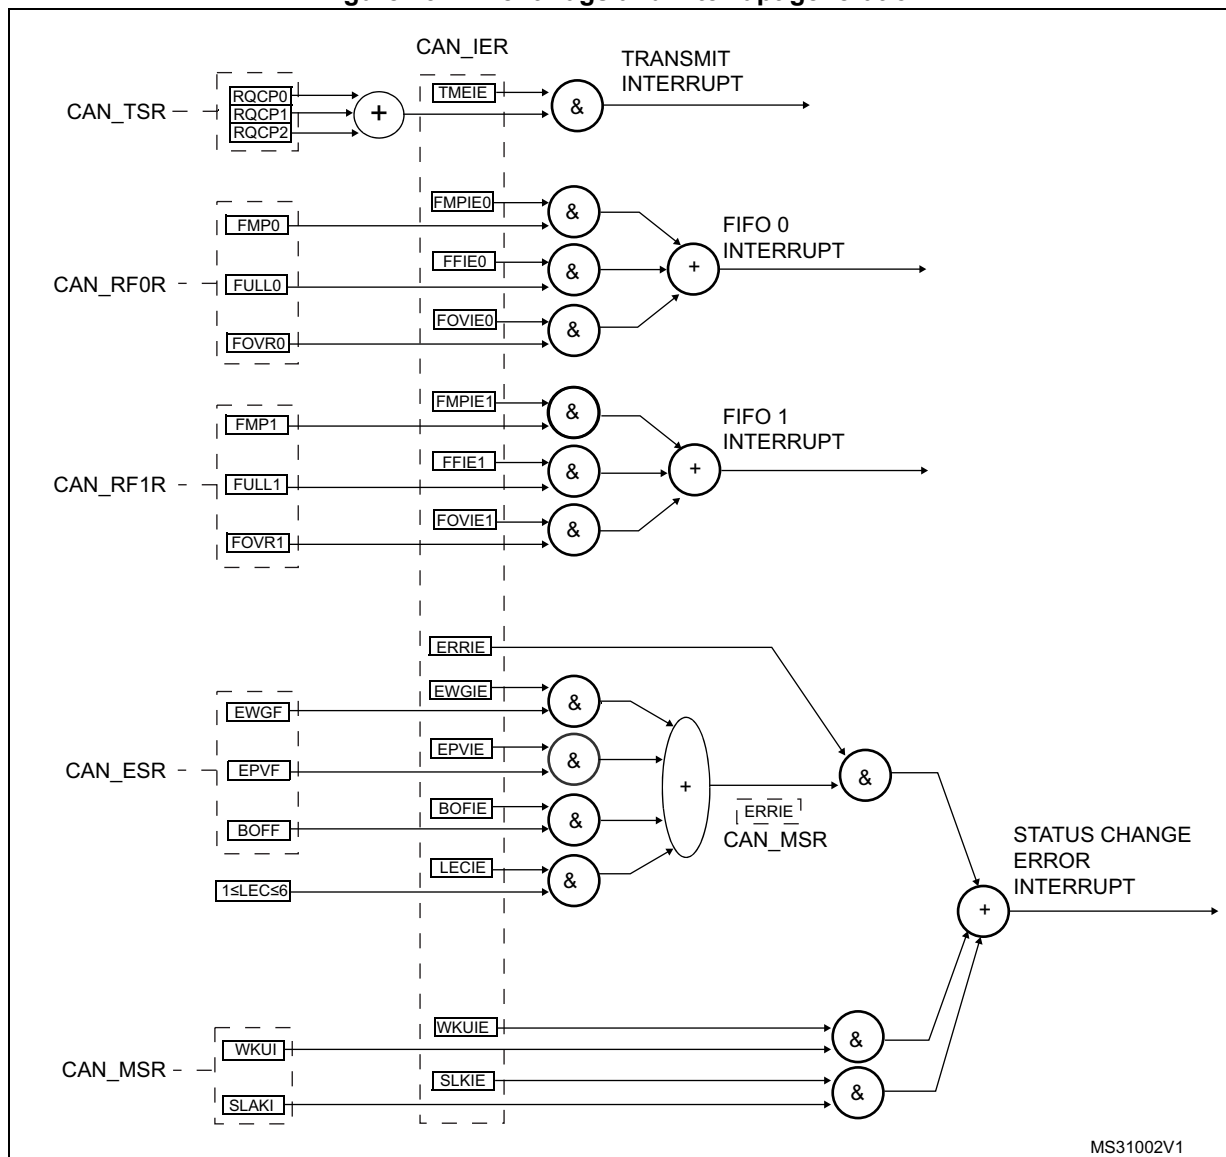 CAN_IER
TRANSMIT
INTERRUPT
CAN_TSR
RQCP0
RQCP1
RQCP2
+
TMEIE
&
CAN_RF0R
FMP0
FULL0
FOVR0
FMPIE0
FFIE0
FOVIE0
&
&
&
+
FIFO 0
INTERRUPT
CAN_RF1R
FMP1
FULL1
FOVR1
FMPIE1
FFIE1
FOVIE1
&
&
&
+
FIFO 1
INTERRUPT
ERRIE
CAN_ESR
EWGF
EPVF
BOFF
1≤LEC≤6
EWGIE
EPVIE
BOFIE
LECIE
&
&
&
&
+
ERRIE
CAN_MSR
&
STATUS CHANGE
ERROR
INTERRUPT
+
CAN_MSR
WKUI
SLAKI
WKUIE
SLKIE
&
&
MS31002V1